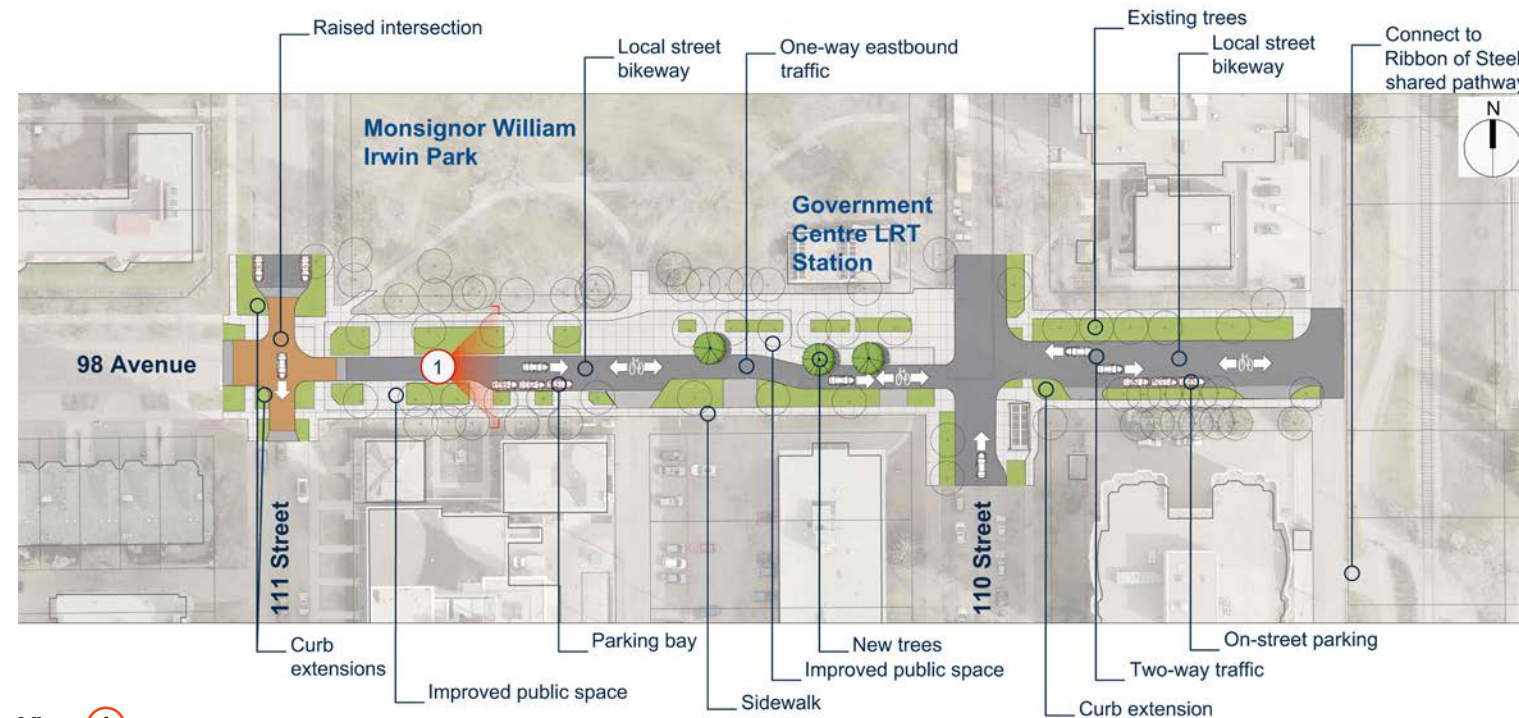 Raised intersection
Local street
bikeway
One-way eastbound
traffic
Existing trees
Local street
bikeway
Connect to
Ribbon of Steel
shared pathway
N
Monsignor William
Irwin Park
Government
Centre LRT
Station
98 Avenue
1
111 Street
110 Street
Curb
extensions
Improved public space
Parking bay
Sidewalk
New trees
Improved public space
On-street parking
Two-way traffic
Curb extension